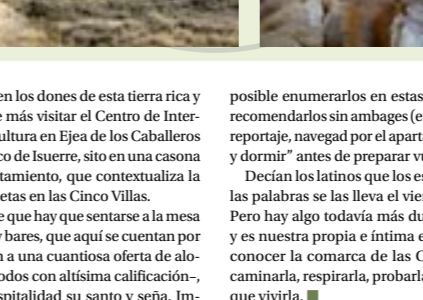 en los dones de esta tierra rica y
más visitar el Centro de Inter-
ultura en Ejea de los Caballeros
co de Isuerre, sito en una casona
tamiento, que contextualiza la
etas en las Cinco Villas.
e que hay que sentarse a la mesa
y bares, que aquí se cuentan por
n a una cuantiosa oferta de alo-
odos con altísima calificación–,
spitalidad su santo y seña. Im-
posible enumerarlos en estas
recomendarlos sin ambages (e
reportaje, navegad por el apart
y dormir” antes de preparar vu
Decían los latinos que los es
las palabras se las lleva el vie
Pero hay algo todavía más du
y es nuestra propia e íntima e
conocer la comarca de las C
caminarla, respirarla, probarla
que vivirla.